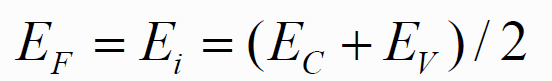 E_F = E_i = (E_C + E_V) / 2